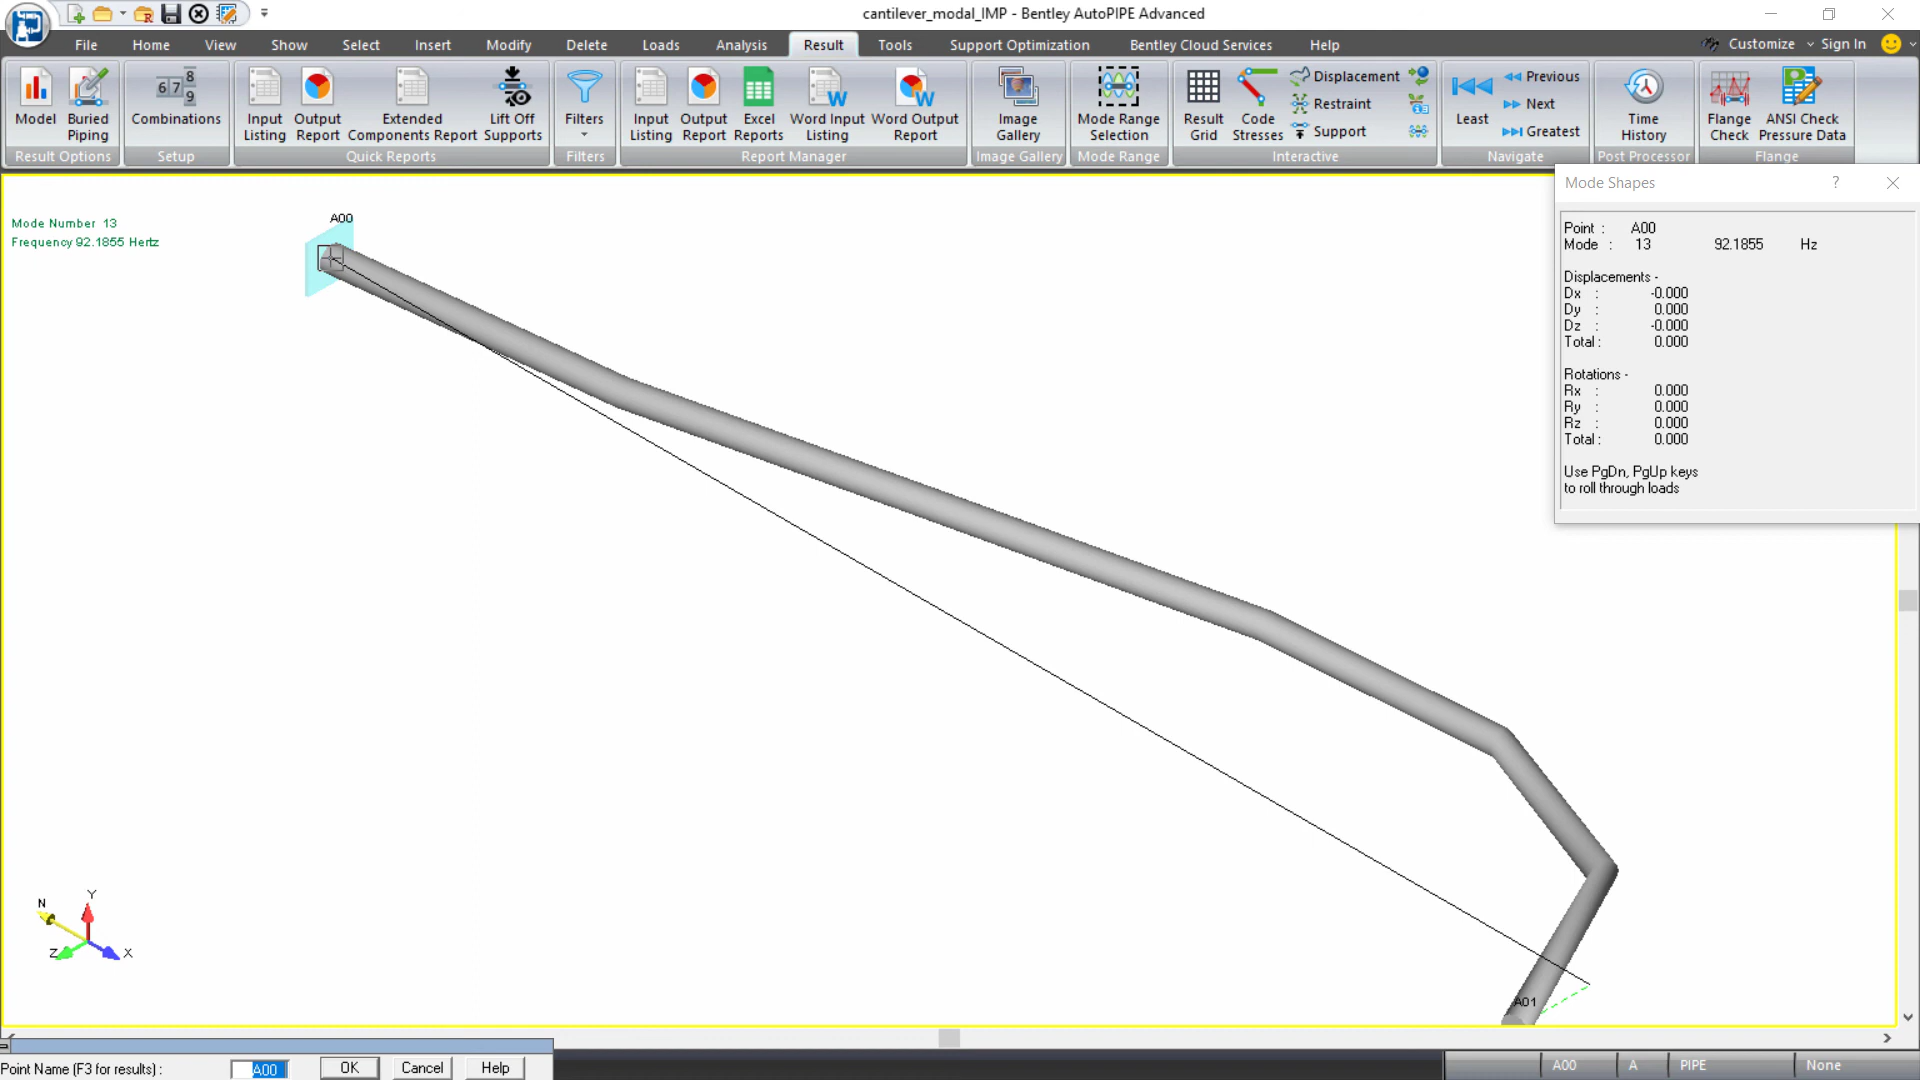 cantilever_modal_IMP - Bentley AutoPIPE Advanced
File Home View Show Select Insert Modify Delete Loads Analysis Result Tools Support Optimization Bentley Cloud Services Help Customize Sign In
Model
Buried Piping
Result Options
Combinations
Setup
Input Listing
Output Report
Extended Components Report
Lift Off Supports
Quick Reports
Filters
Filters
Input Listing
Output Report
Excel Reports
Word Input Listing
Word Output Report
Report Manager
Image Gallery
Image Gallery
Mode Range Selection
Mode Range
Result Grid
Code Stresses
Displacement
Restraint
Support
Interactive
Least
Previous
Next
Greatest
Navigate
Time History
Post Processor
Flange Check
ANSI Check Pressure Data
Flange
Mode Number 13
Frequency 92.1855 Hertz
A00
A01
N
Y
Z
X
Mode Shapes
?
Point : A00
Mode : 13 92.1855 Hz
Displacements -
Dx : -0.000
Dy : 0.000
Dz : -0.000
Total : 0.000
Rotations -
Rx : 0.000
Ry : 0.000
Rz : 0.000
Total : 0.000
Use PgDn, PgUp keys
to roll through loads
Point Name (F3 for results) : A00 OK Cancel Help
A00 A PIPE None